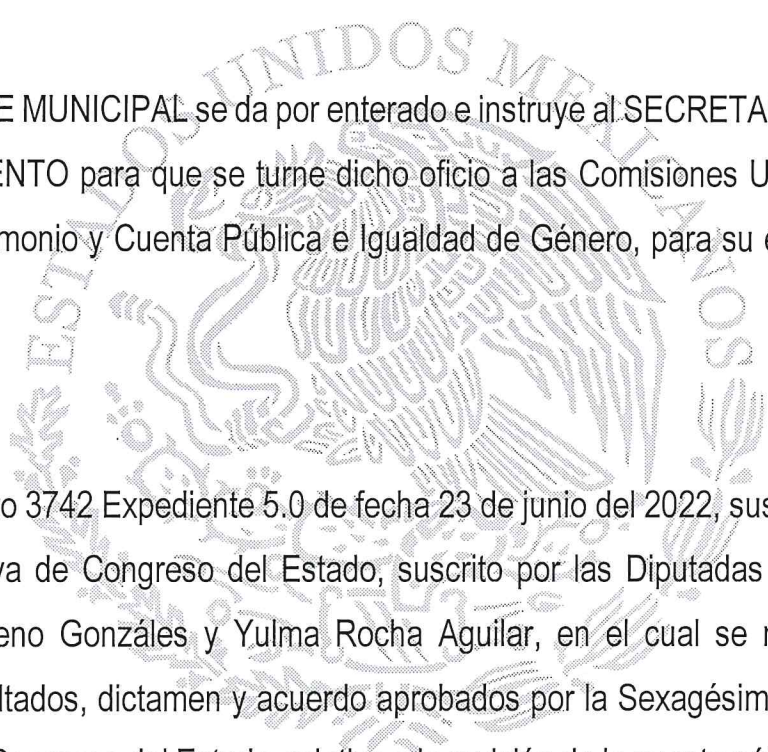 ESTADOS UNIDOS MEXICANOS
E MUNICIPAL se da por enterado e instruye al SECRETA
ENTO para que se turne dicho oficio a las Comisiones U
monio y Cuenta Pública e Igualdad de Género, para su e
o 3742 Expediente 5.0 de fecha 23 de junio del 2022, sus
va de Congreso del Estado, suscrito por las Diputadas
eno Gonzáles y Yulma Rocha Aguilar, en el cual se r
ltados, dictamen y acuerdo aprobados por la Sexagésim